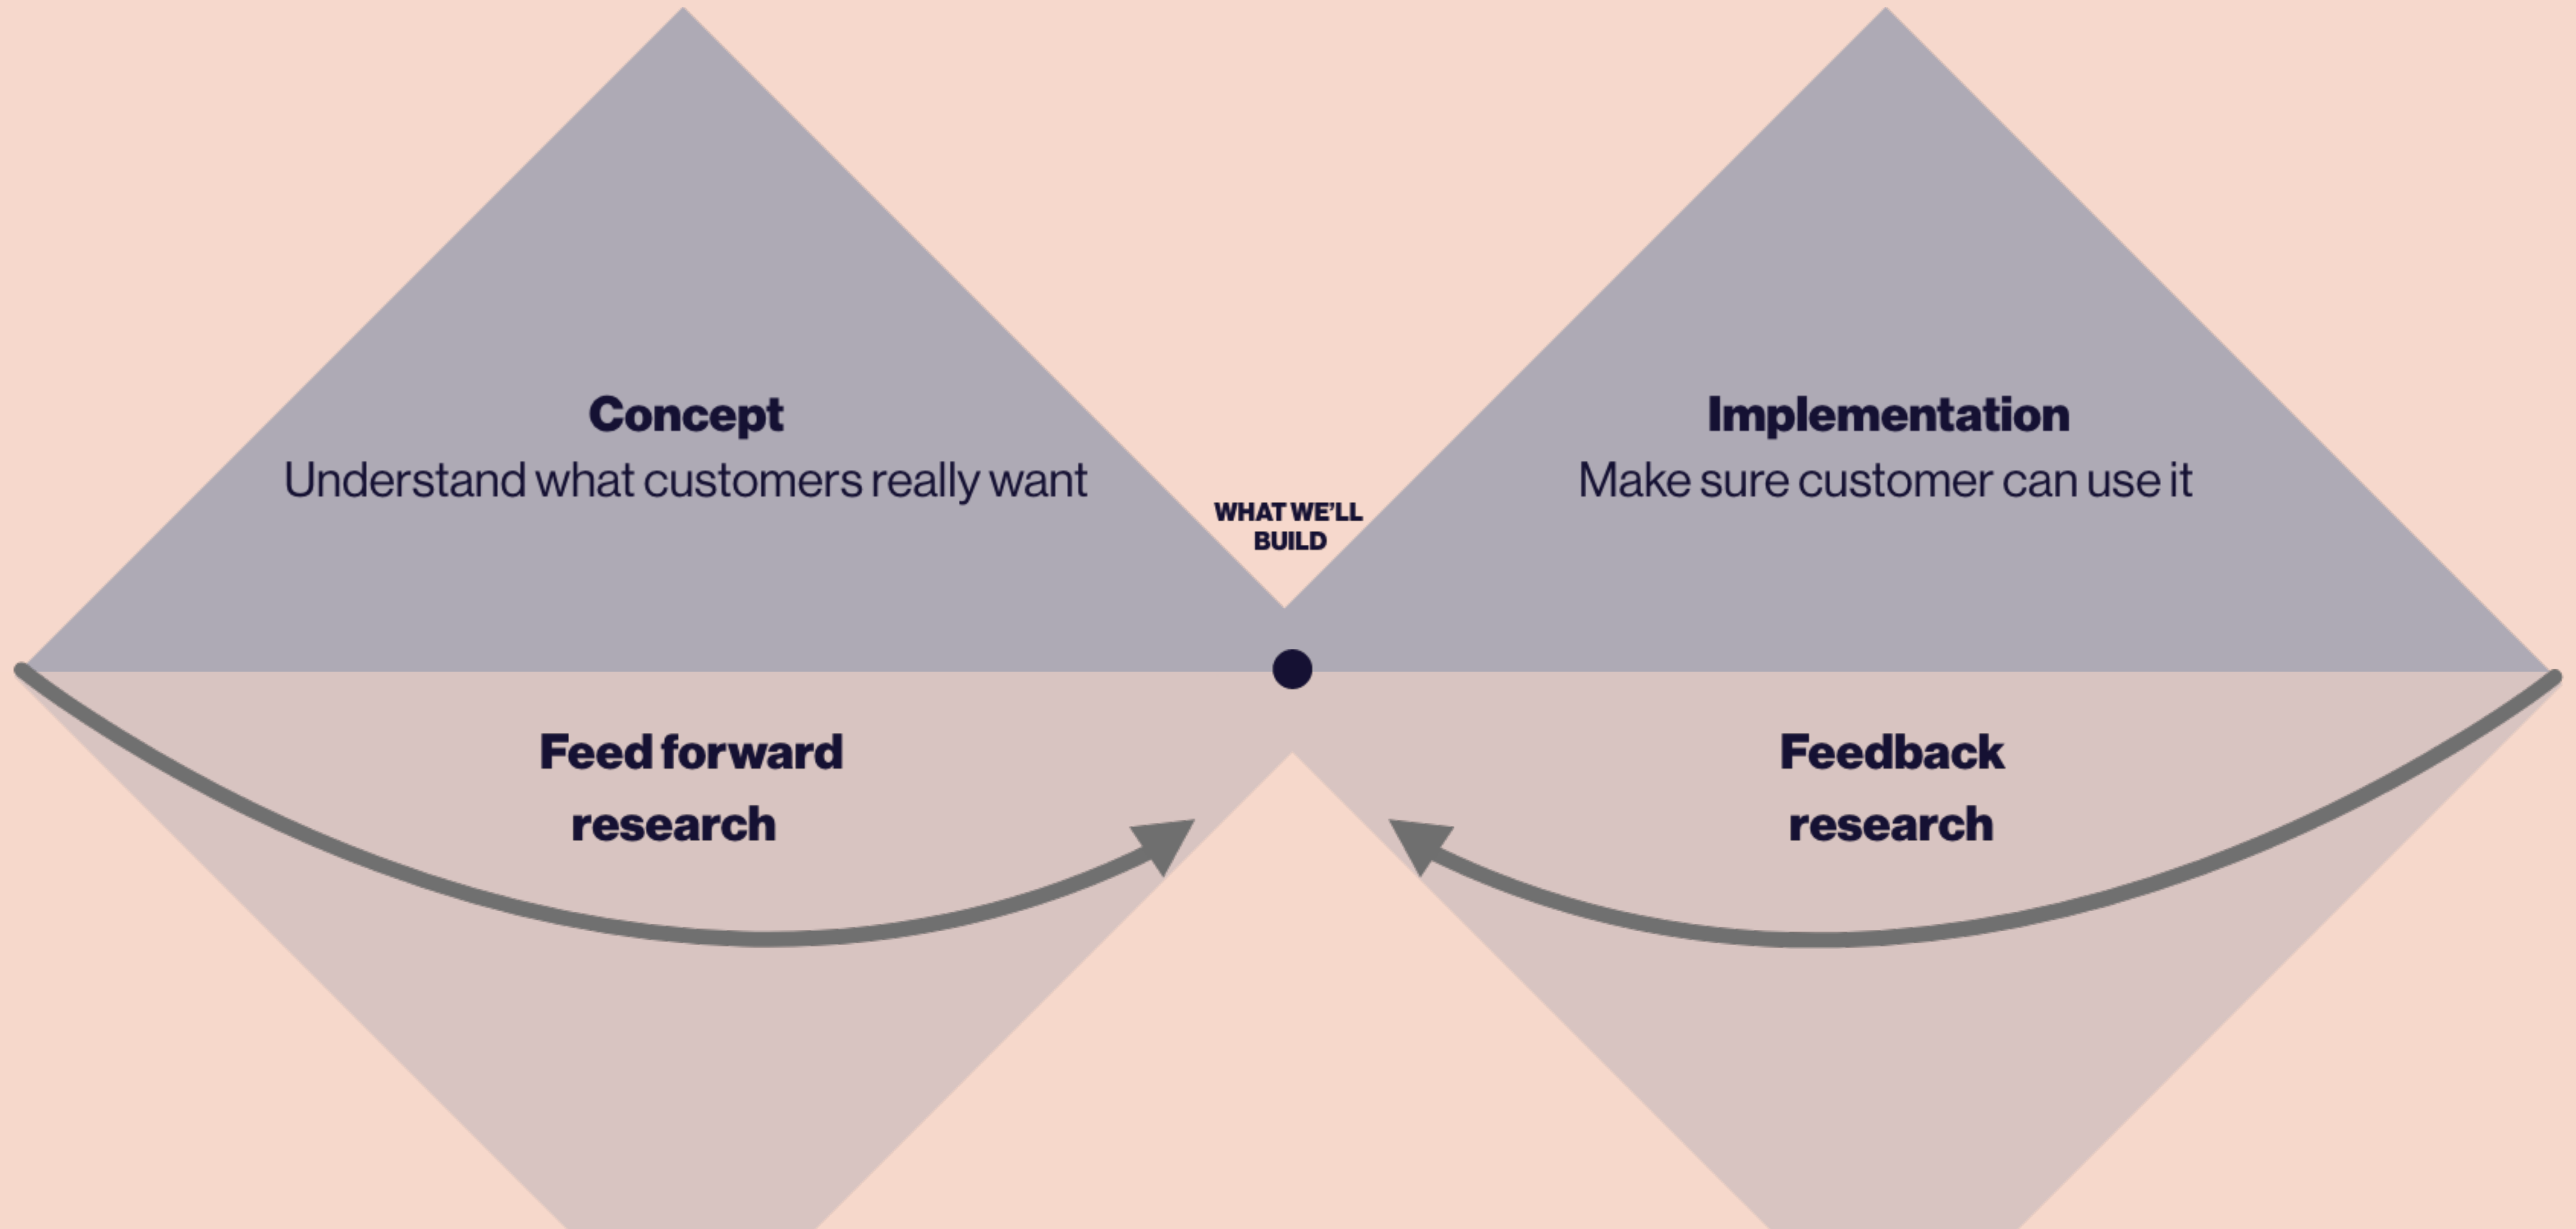 Concept
Understand what customers really want
WHAT WE'LL
BUILD
Implementation
Make sure customer can use it
Feed forward
research
Feedback
research